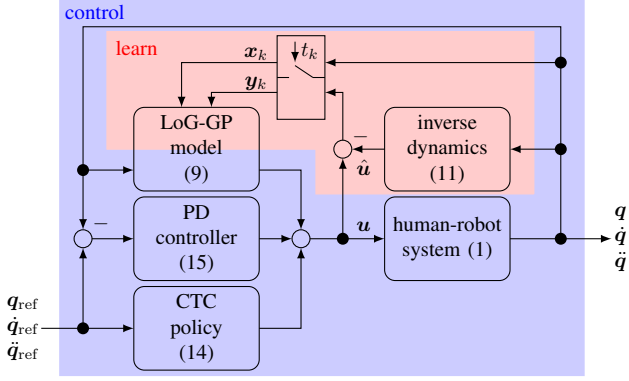 control
learn
x_k
t_k
y_k
LoG-GP
model
(9)
−
û
inverse
dynamics
(11)
−
PD
controller
(15)
u
human-robot
system (1)
q
q̇
q̈
q_ref
q̇_ref
q̈_ref
CTC
policy
(14)